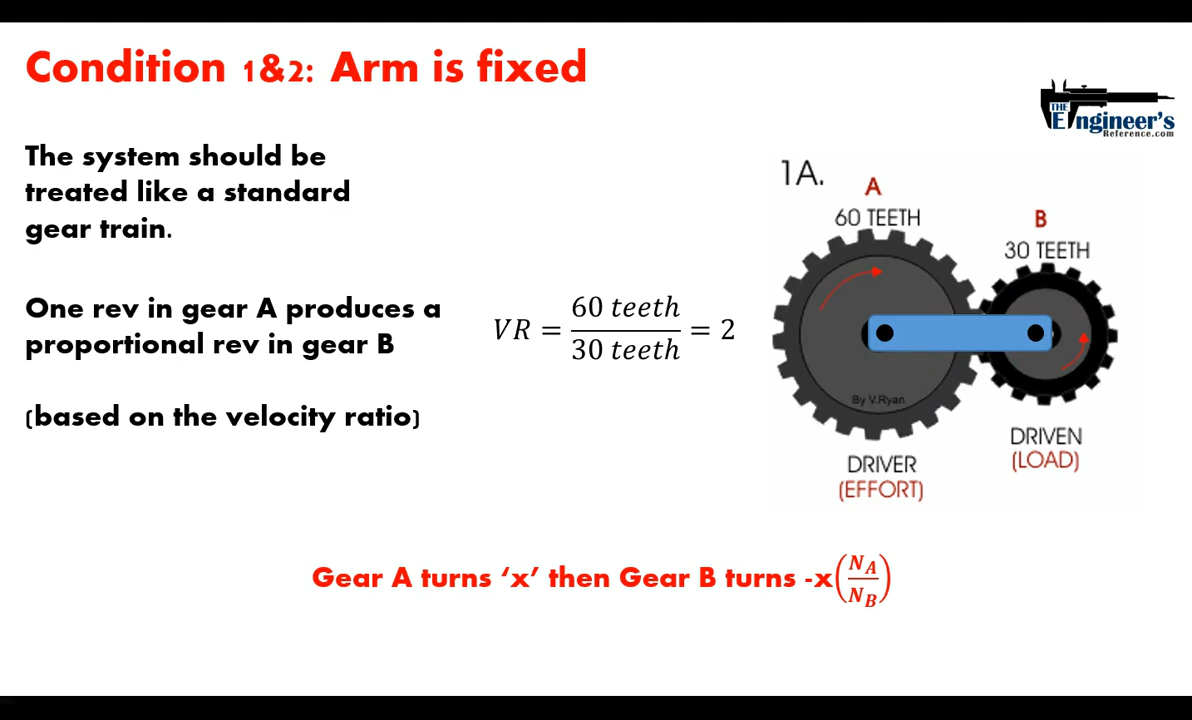 Condition 1&2: Arm is fixed
THE
Engineer's
Reference.com
The system should be
treated like a standard
gear train.
One rev in gear A produces a
proportional rev in gear B
(based on the velocity ratio)
VR = 60 teeth / 30 teeth = 2
1A.
A
60 TEETH
B
30 TEETH
By V.Ryan
DRIVER
(EFFORT)
DRIVEN
(LOAD)
Gear A turns ‘x’ then Gear B turns -x(N_A / N_B)